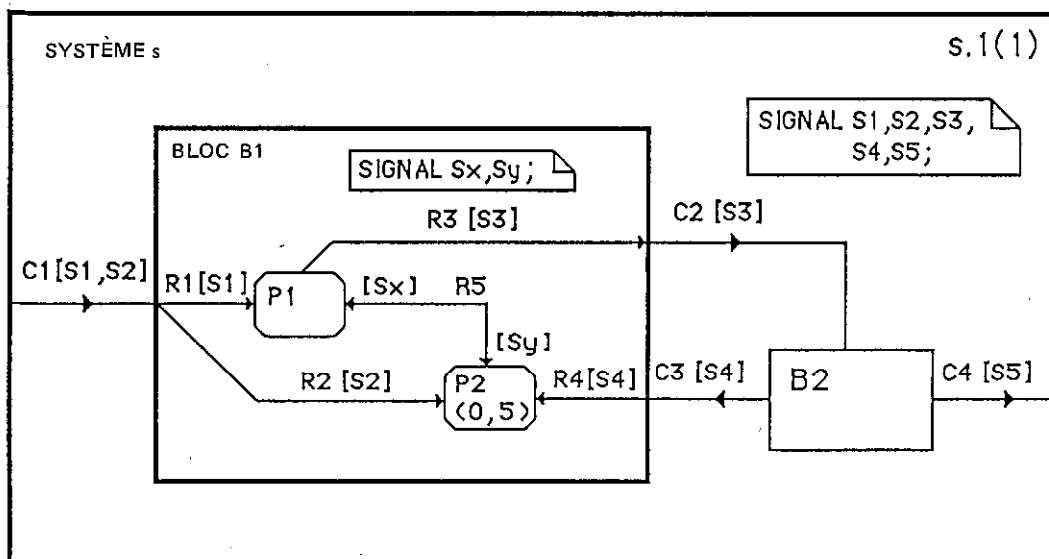 SYSTÈME s
s.1(1)
SIGNAL S1,S2,S3,
S4,S5;
BLOC B1
SIGNAL Sx,Sy;
R3 [S3]
C2 [S3]
C1[S1,S2]
R1[S1]
P1
[Sx]
R5
[Sy]
R2 [S2]
P2
(0,5)
R4[S4]
C3 [S4]
B2
C4 [S5]